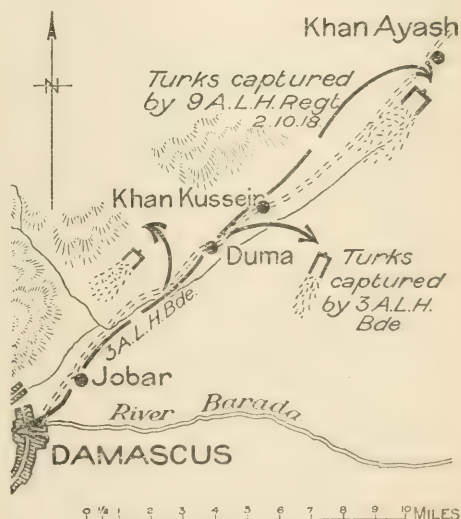 Khan Ayash
Turks captured
by 9 A.L.H. Regt
2.10.18.
N
Khan Kussein
Duma
Turks
captured
by 3 A.L.H.
Bde
3 A.L.H. Bde.
Jobar
River Barada
DAMASCUS
0 ½ 1 2 3 4 5 6 7 8 9 10 MILES